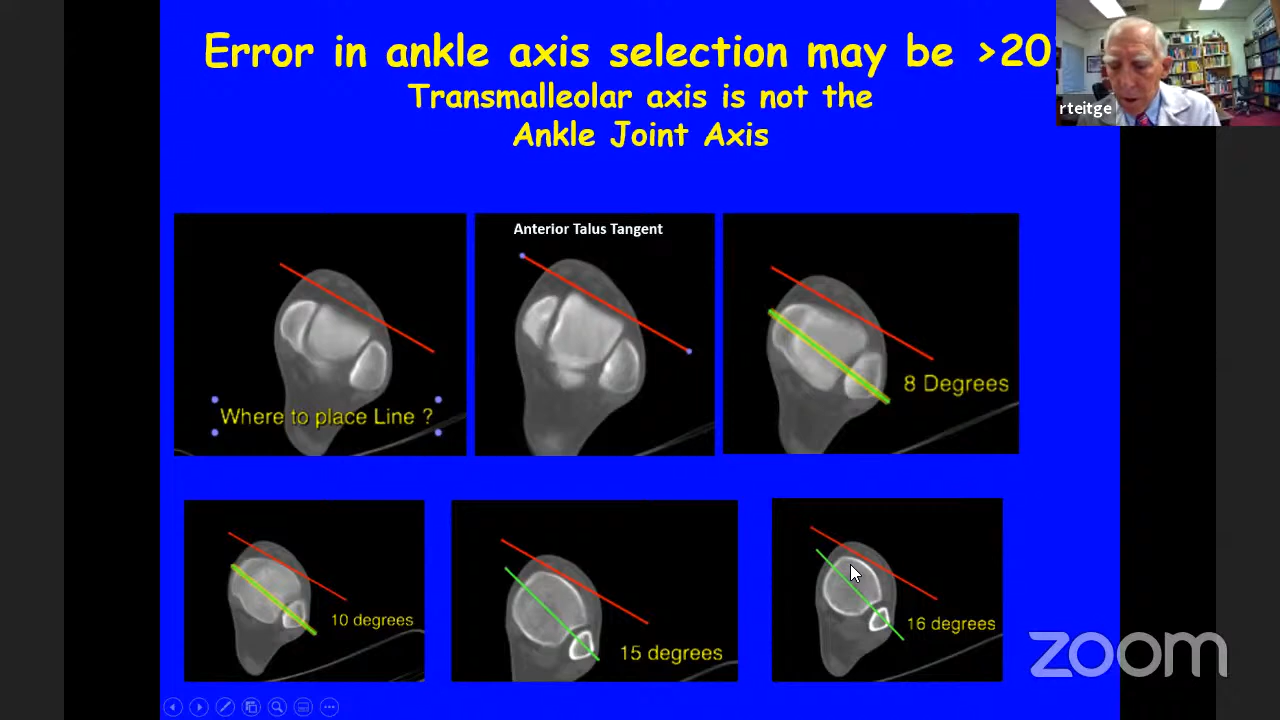 Error in ankle axis selection may be >20
Transmalleolar axis is not the
Ankle Joint Axis
rteitge
Anterior Talus Tangent
Where to place Line ?
8 Degrees
10 degrees
15 degrees
16 degrees
zoom